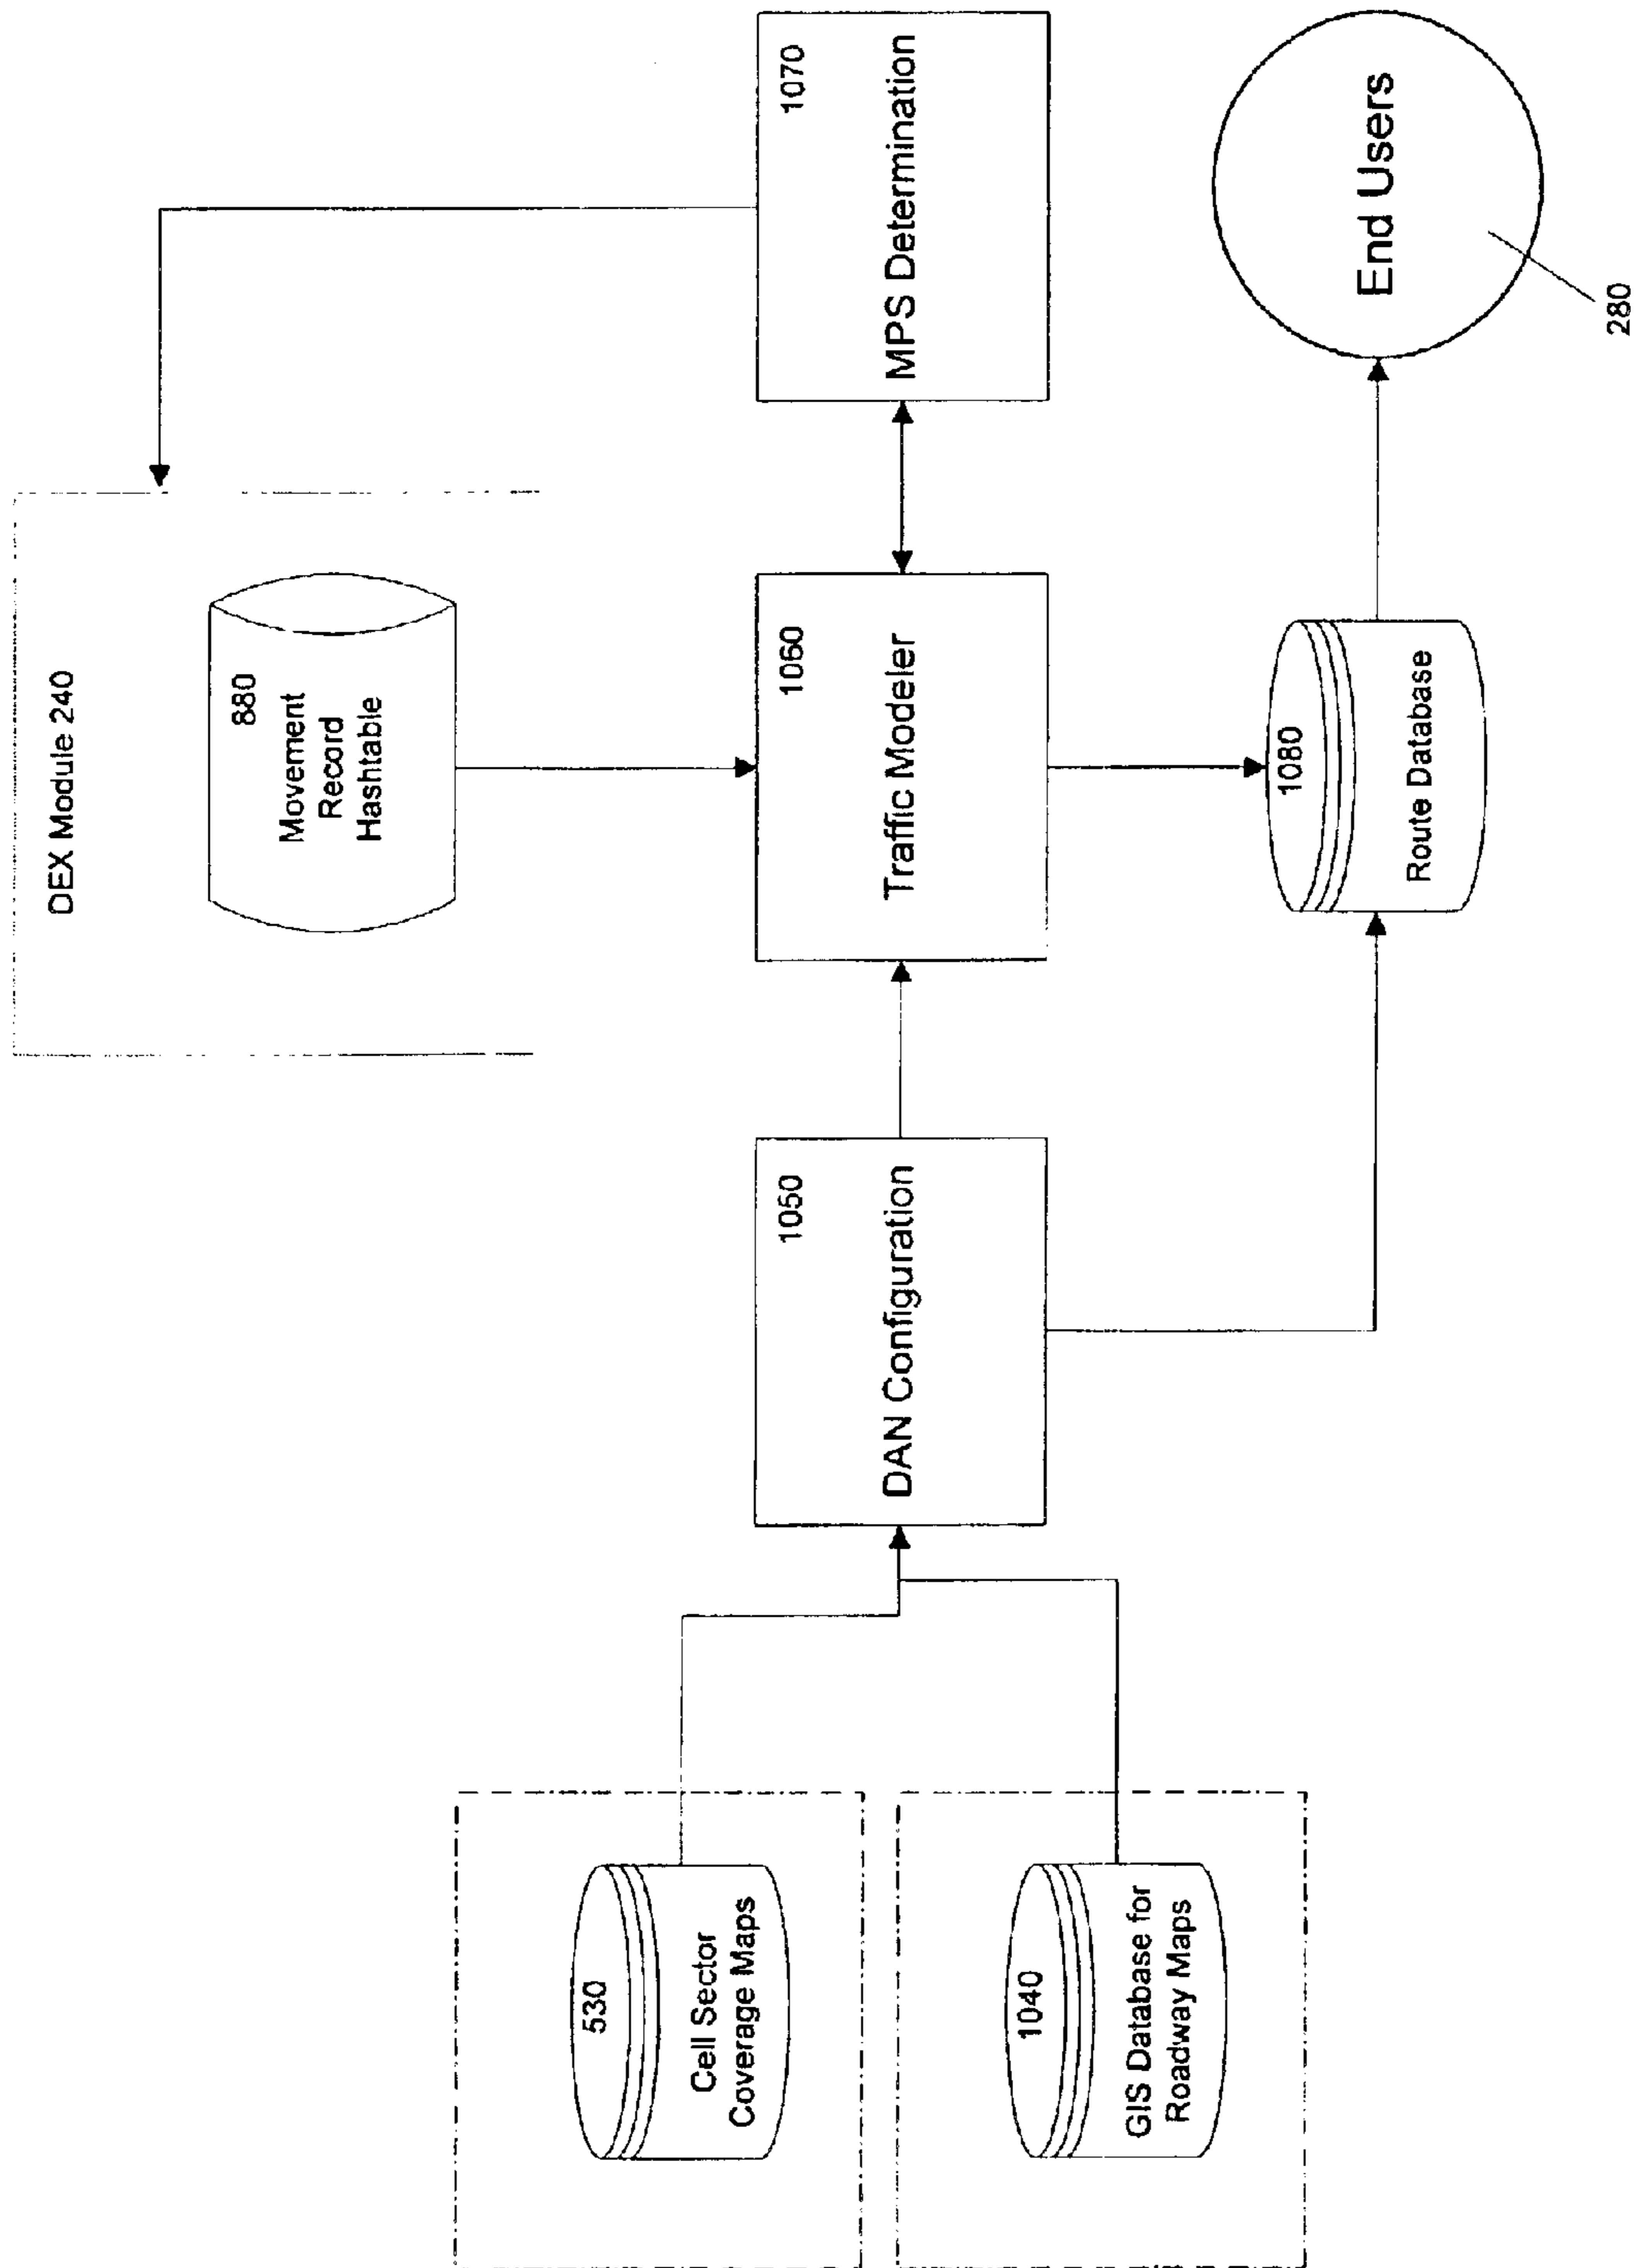 DEX Module 240
880
Movement
Record
Hashtable
530
Cell Sector
Coverage Maps
1040
GIS Database for
Roadway Maps
1050
DAN Configuration
1060
Traffic Modeler
1070
MPS Determination
1080
Route Database
End Users
280